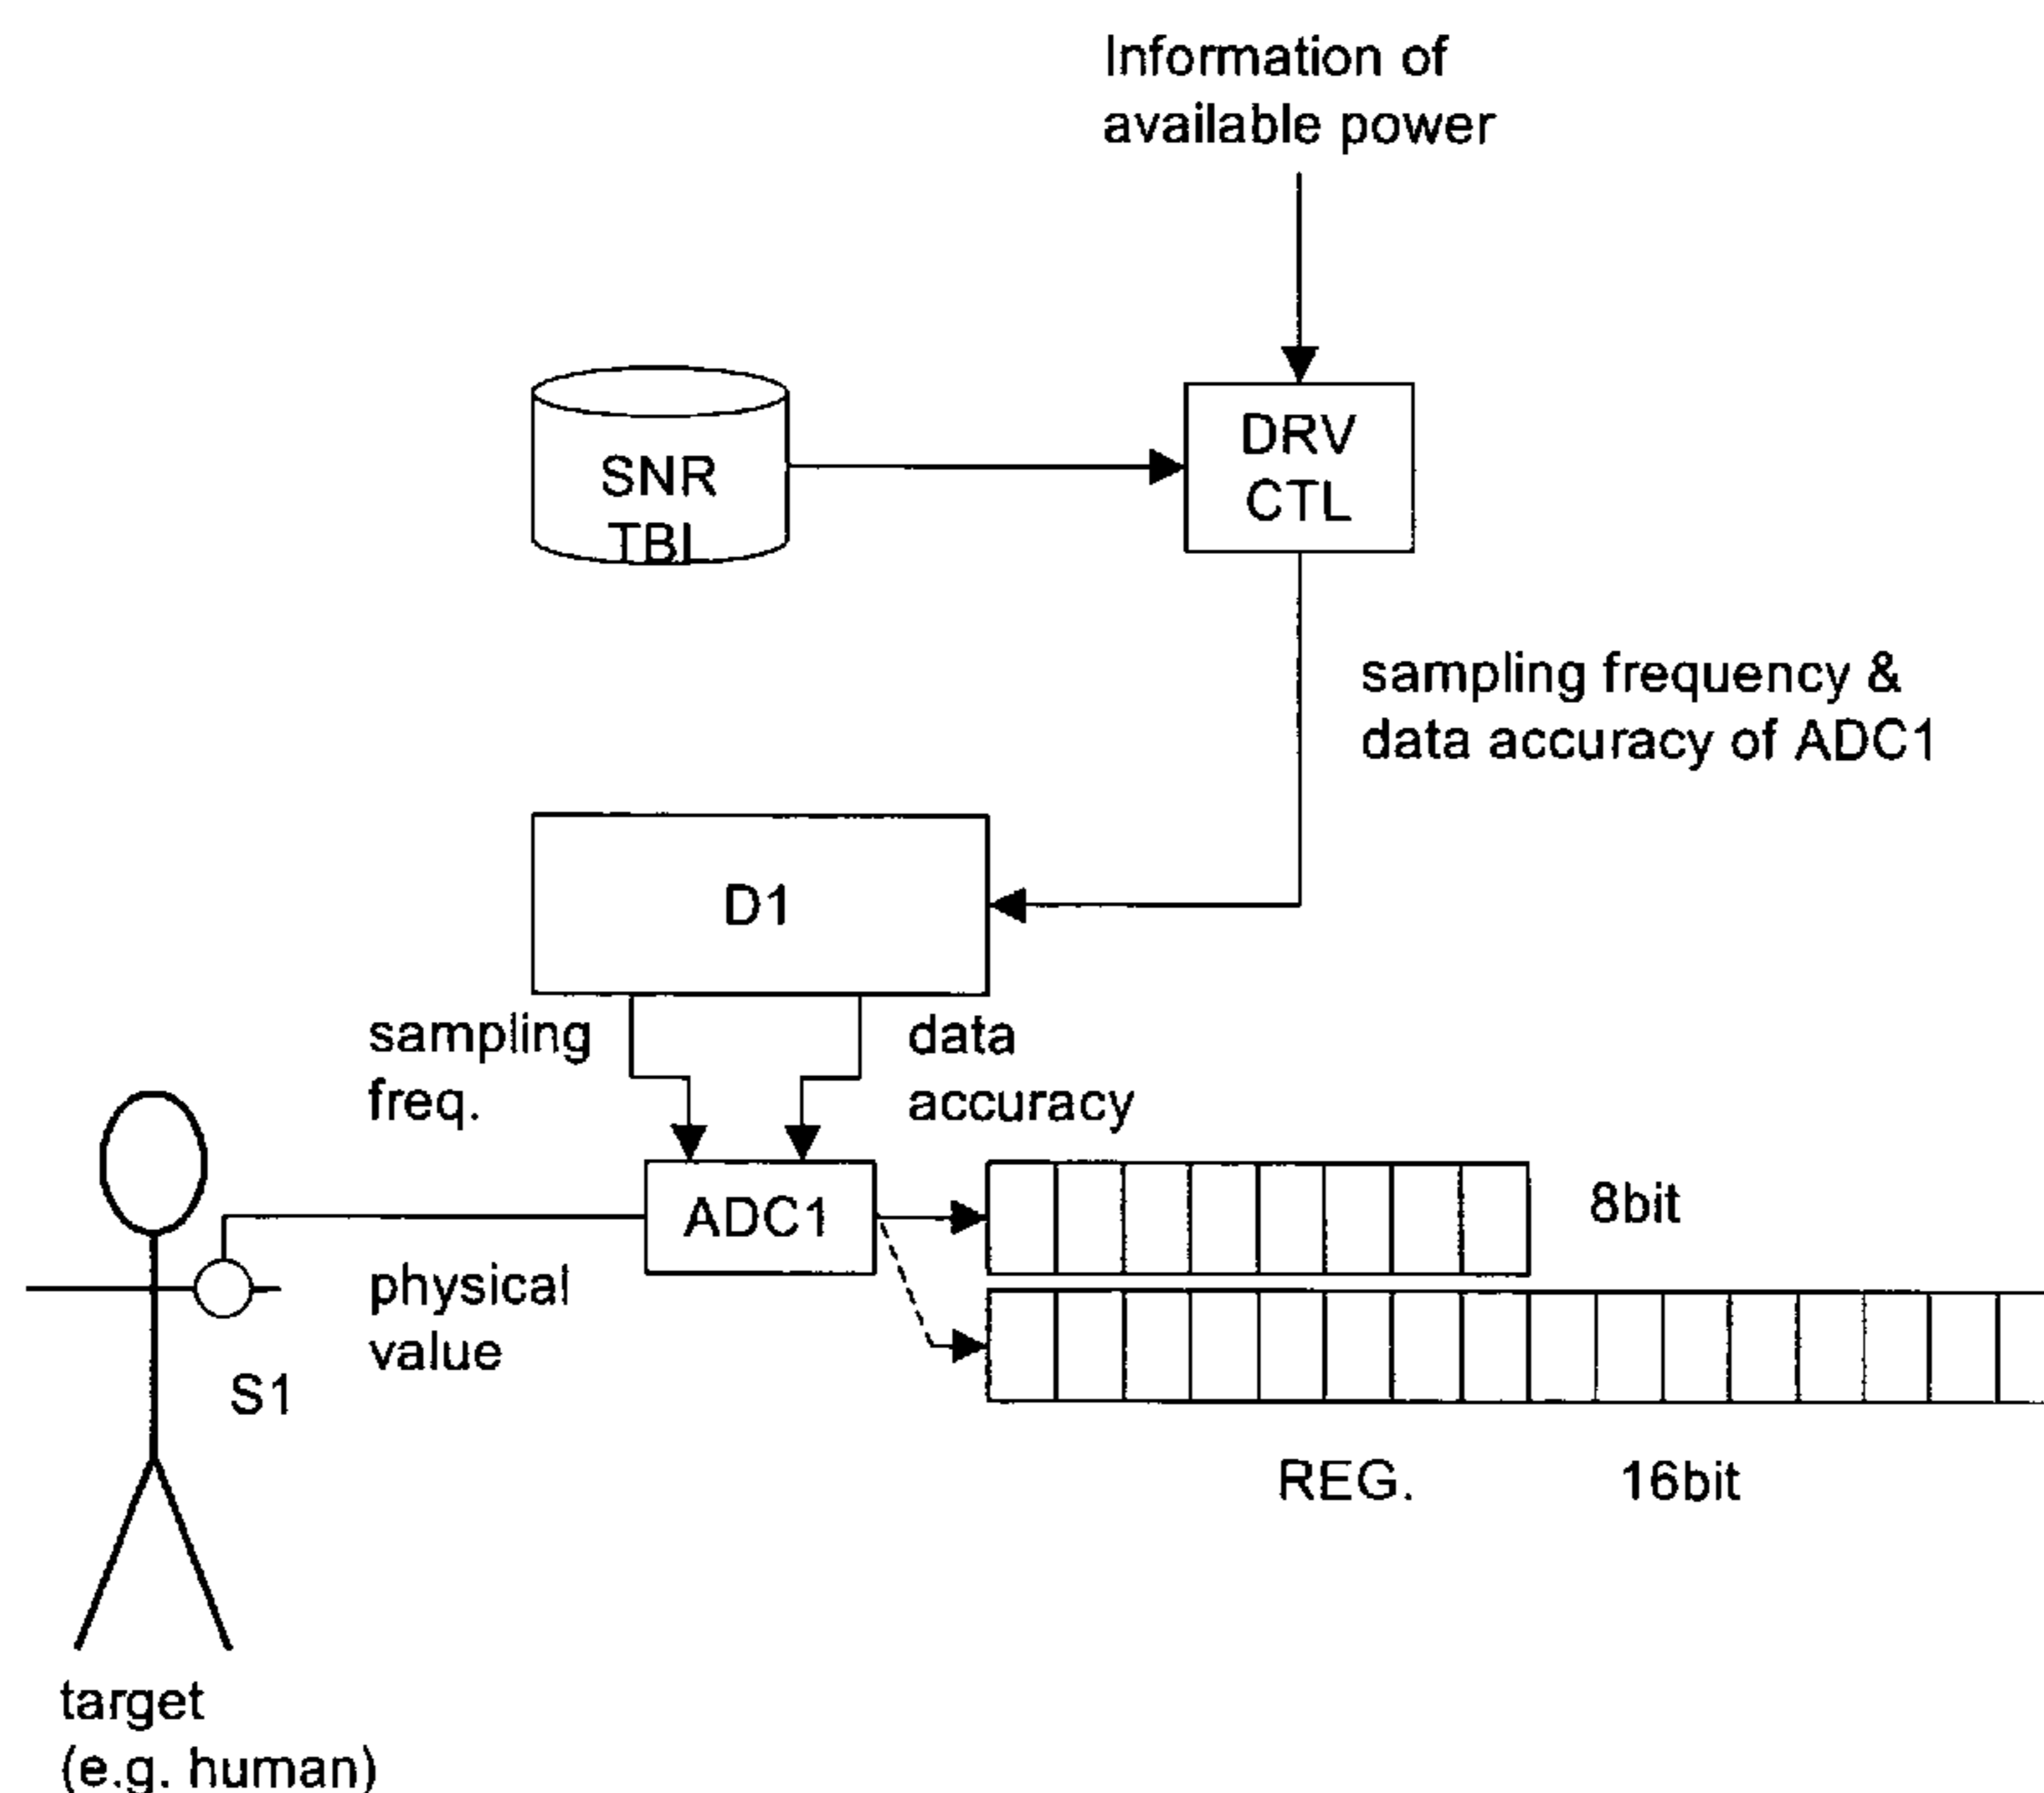 Information of
available power
SNR
TBL
DRV
CTL
sampling frequency &
data accuracy of ADC1
D1
sampling
freq.
data
accuracy
ADC1
8bit
physical
value
S1
REG.
16bit
target
(e.g. human)